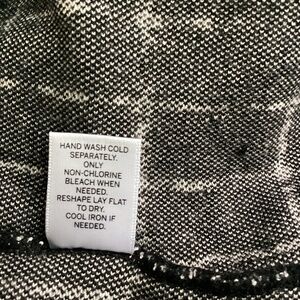 HAND WASH COLD
SEPARATELY.
ONLY
NON-CHLORINE
BLEACH WHEN
NEEDED.
RESHAPE LAY FLAT
TO DRY.
COOL IRON IF
NEEDED.